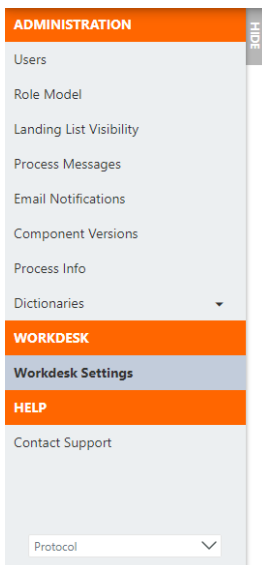 ADMINISTRATION
HIDE
Users
Role Model
Landing List Visibility
Process Messages
Email Notifications
Component Versions
Process Info
Dictionaries
WORKDESK
Workdesk Settings
HELP
Contact Support
Protocol